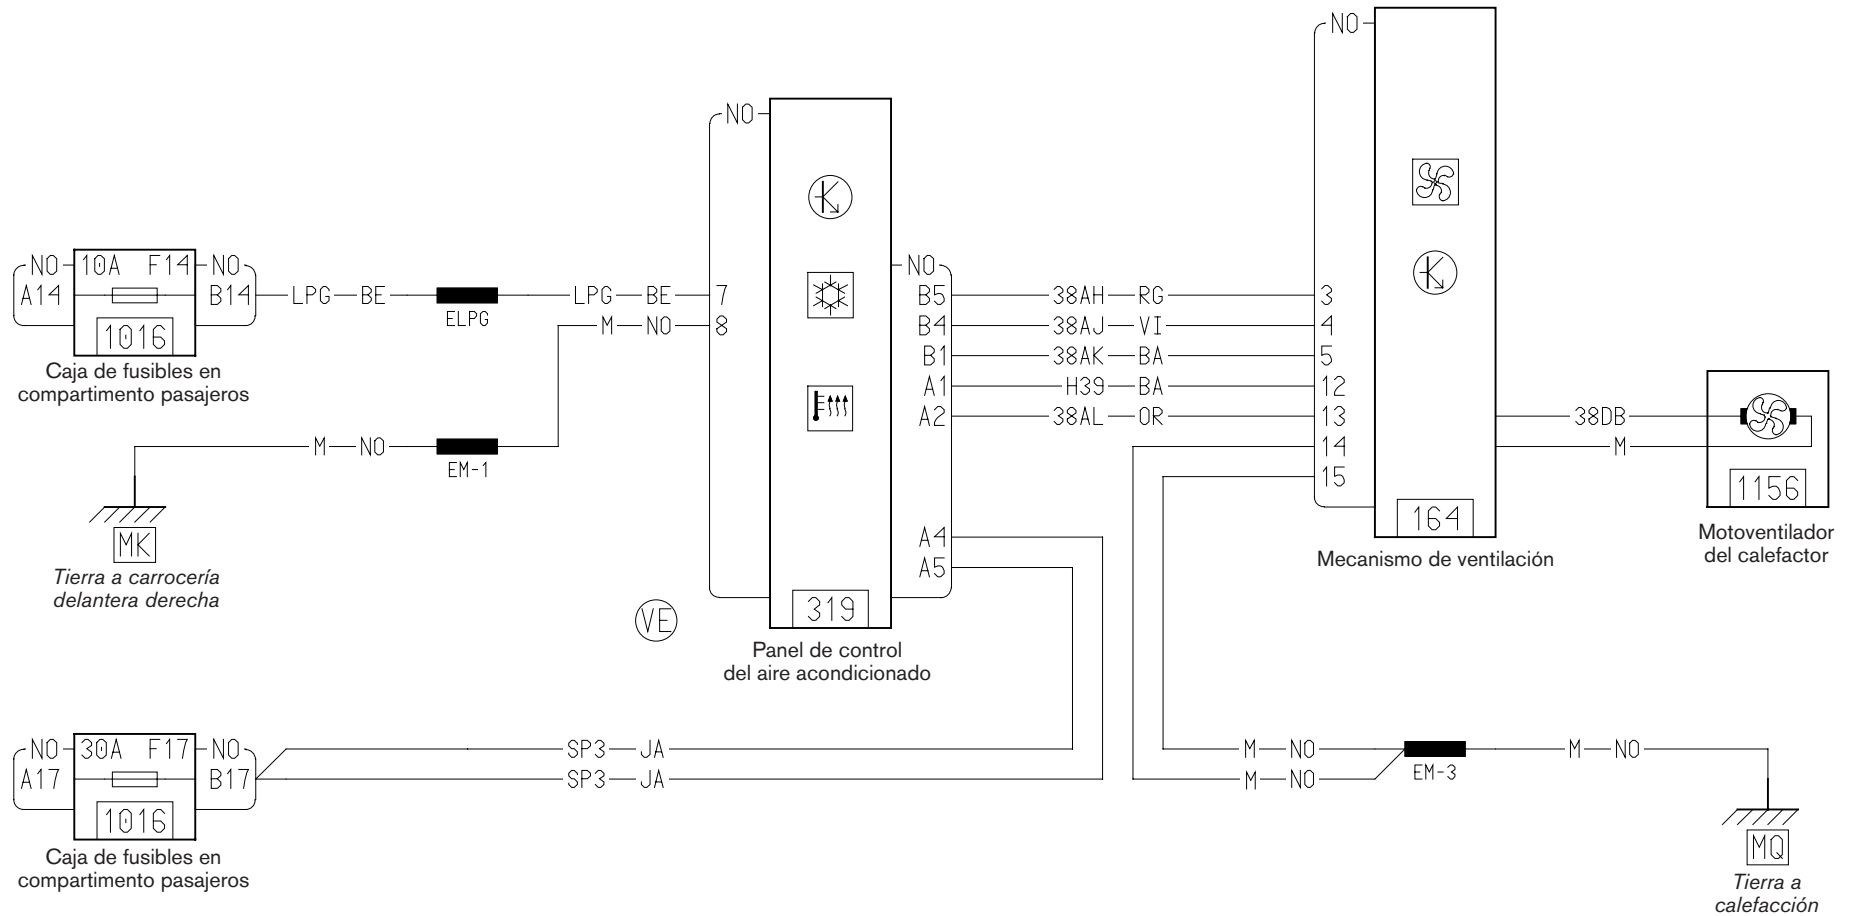 NO
NO
NO 10A F14 NO
A14 B14 LPG BE LPG BE 7
ELPG
M NO 8
1016
Caja de fusibles en
compartimento pasajeros
M NO
EM-1
MK
Tierra a carrocería
delantera derecha
NO
B5 38AH RG 3
B4 38AJ VI 4
B1 38AK BA 5
A1 H39 BA 12
A2 38AL OR 13
14
15
38DB
M
1156
Motoventilador
del calefactor
164
Mecanismo de ventilación
A4
A5
319
VE
Panel de control
del aire acondicionado
NO 30A F17 NO
A17 B17
SP3 JA
SP3 JA
1016
Caja de fusibles en
compartimento pasajeros
M NO M NO
M NO
EM-3
MQ
Tierra a
calefacción